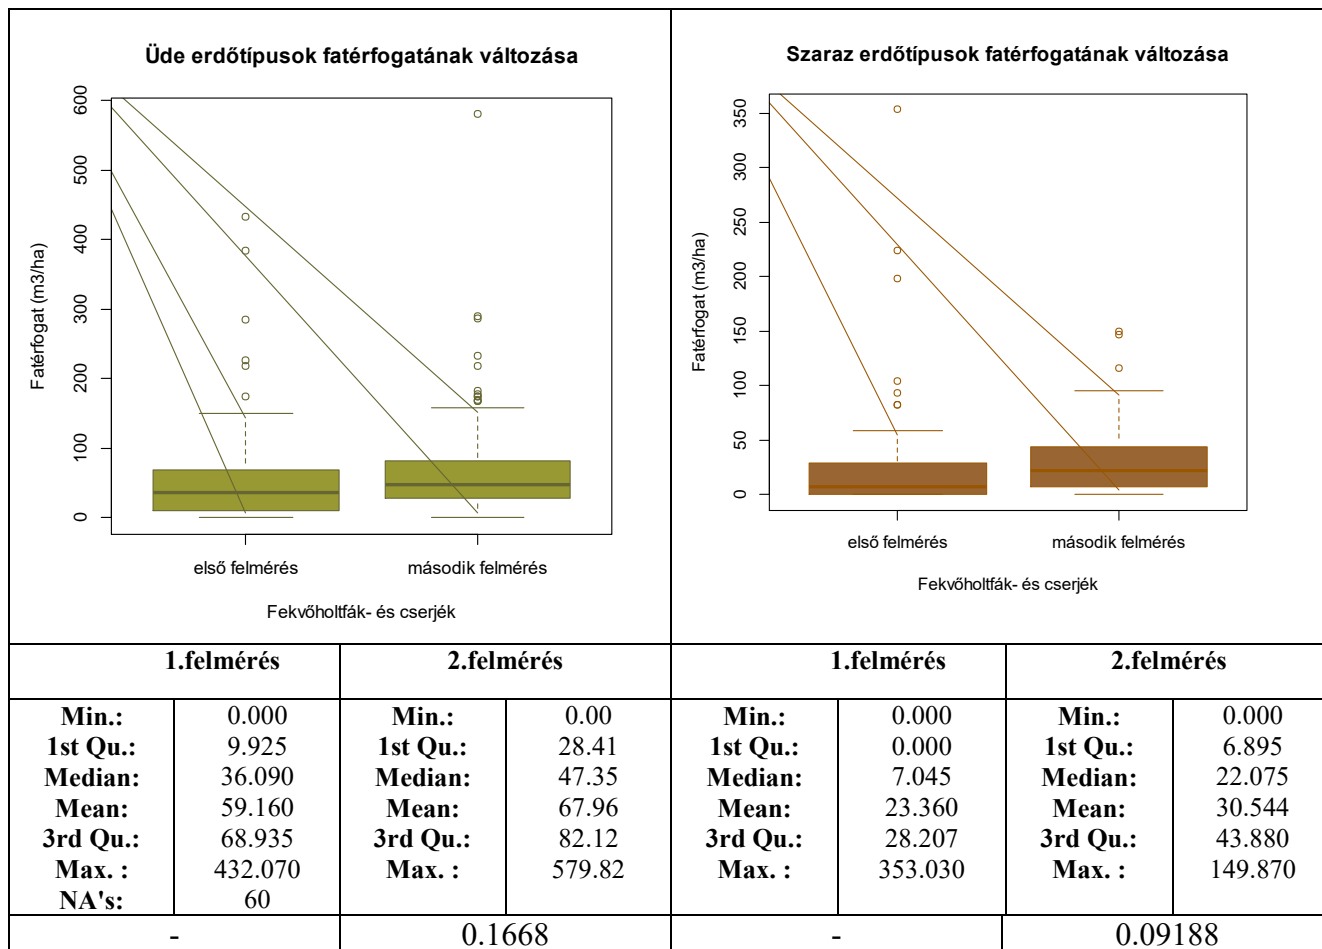 Üde erdőtípusok fatérfogatának változása
Fatérfogat (m3/ha)
600
500
400
300
200
100
0
első felmérés
második felmérés
Fekvőholtfák- és cserjék
Szaraz erdőtípusok fatérfogatának változása
Fatérfogat (m3/ha)
350
300
250
200
150
100
50
0
első felmérés
második felmérés
Fekvőholtfák- és cserjék
1.felmérés 2.felmérés 1.felmérés 2.felmérés
Min.: 0.000 Min.: 0.00 Min.: 0.000 Min.: 0.000
1st Qu.: 9.925 1st Qu.: 28.41 1st Qu.: 0.000 1st Qu.: 6.895
Median: 36.090 Median: 47.35 Median: 7.045 Median: 22.075
Mean: 59.160 Mean: 67.96 Mean: 23.360 Mean: 30.544
3rd Qu.: 68.935 3rd Qu.: 82.12 3rd Qu.: 28.207 3rd Qu.: 43.880
Max. : 432.070 Max. : 579.82 Max. : 353.030 Max. : 149.870
NA's: 60
- 0.1668 - 0.09188